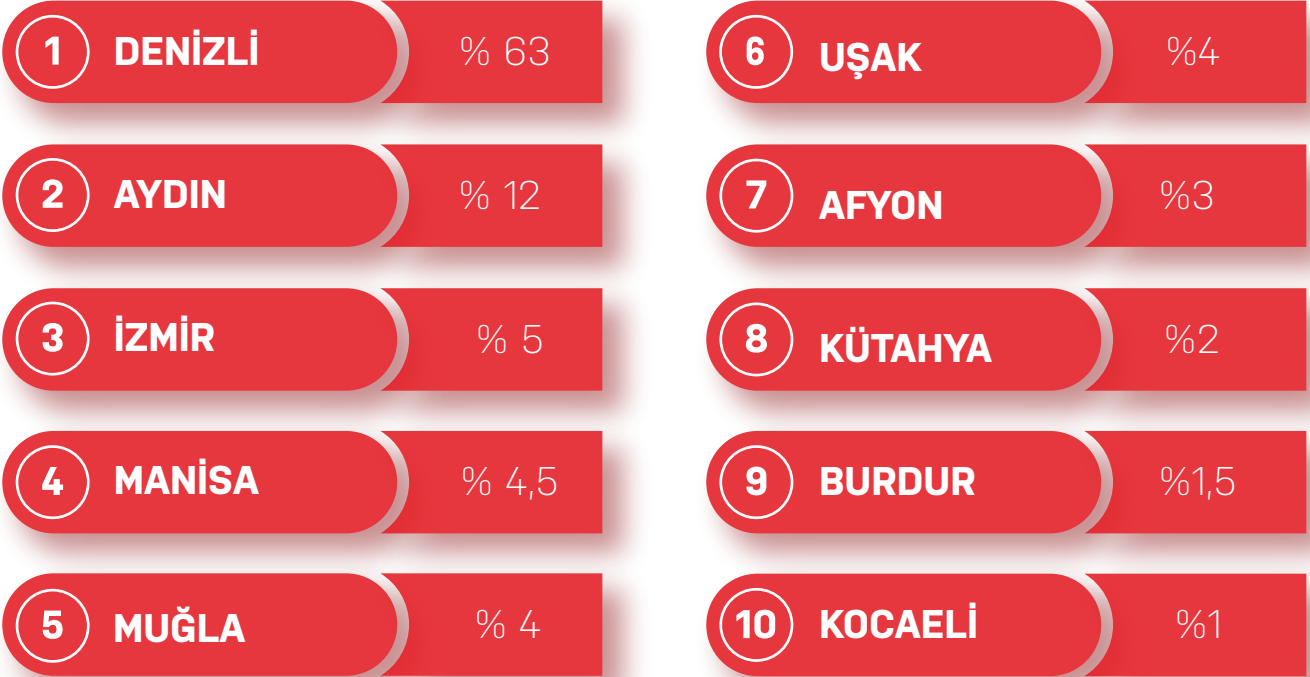 1 DENİZLİ % 63
2 AYDIN % 12
3 İZMİR % 5
4 MANİSA % 4,5
5 MUĞLA % 4
6 UŞAK %4
7 AFYON %3
8 KÜTAHYA %2
9 BURDUR %1,5
10 KOCAELİ %1